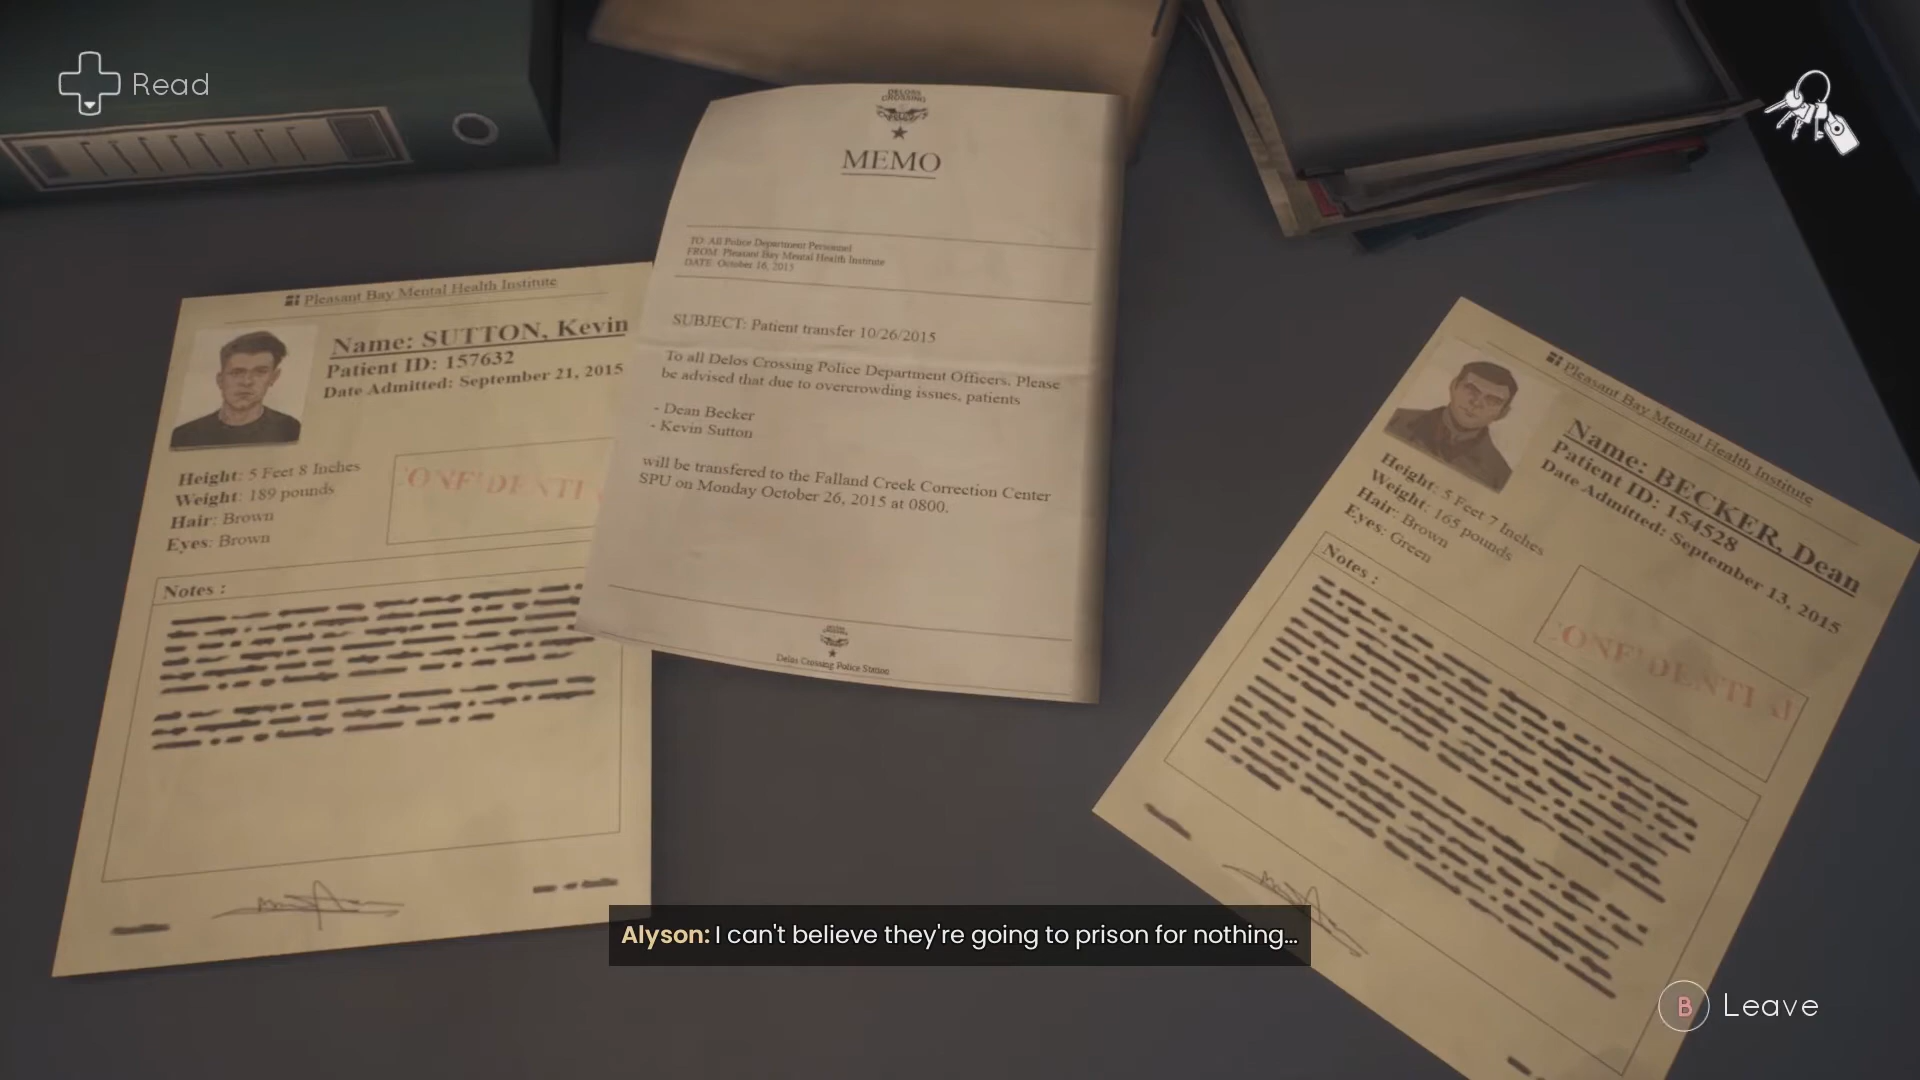 Read
Pleasant Bay Mental Health Institute
Name: SUTTON, Kevin
Patient ID: 157632
Date Admitted: September 21, 2015
Height: 5 Feet 8 Inches
Weight: 189 pounds
Hair: Brown
Eyes: Brown
Notes :
DELOS
CROSSING
MEMO
TO: All Police Department Personnel
FROM: Pleasant Bay Mental Health Institute
DATE: October 16, 2015
SUBJECT: Patient transfer 10/26/2015
To all Delos Crossing Police Department Officers. Please
be advised that due to overcrowding issues, patients
- Dean Becker
- Kevin Sutton
will be transfered to the Falland Creek Correction Center
SPU on Monday October 26, 2015 at 0800.
Delos Crossing Police Station
Pleasant Bay Mental Health Institute
Name: BECKER, Dean
Patient ID: 154528
Date Admitted: September 13, 2015
Height: 5 Feet 7 Inches
Weight: 165 pounds
Hair: Brown
Eyes: Green
CONFIDENTIAL
Notes :
Alyson: I can't believe they're going to prison for nothing...
B Leave